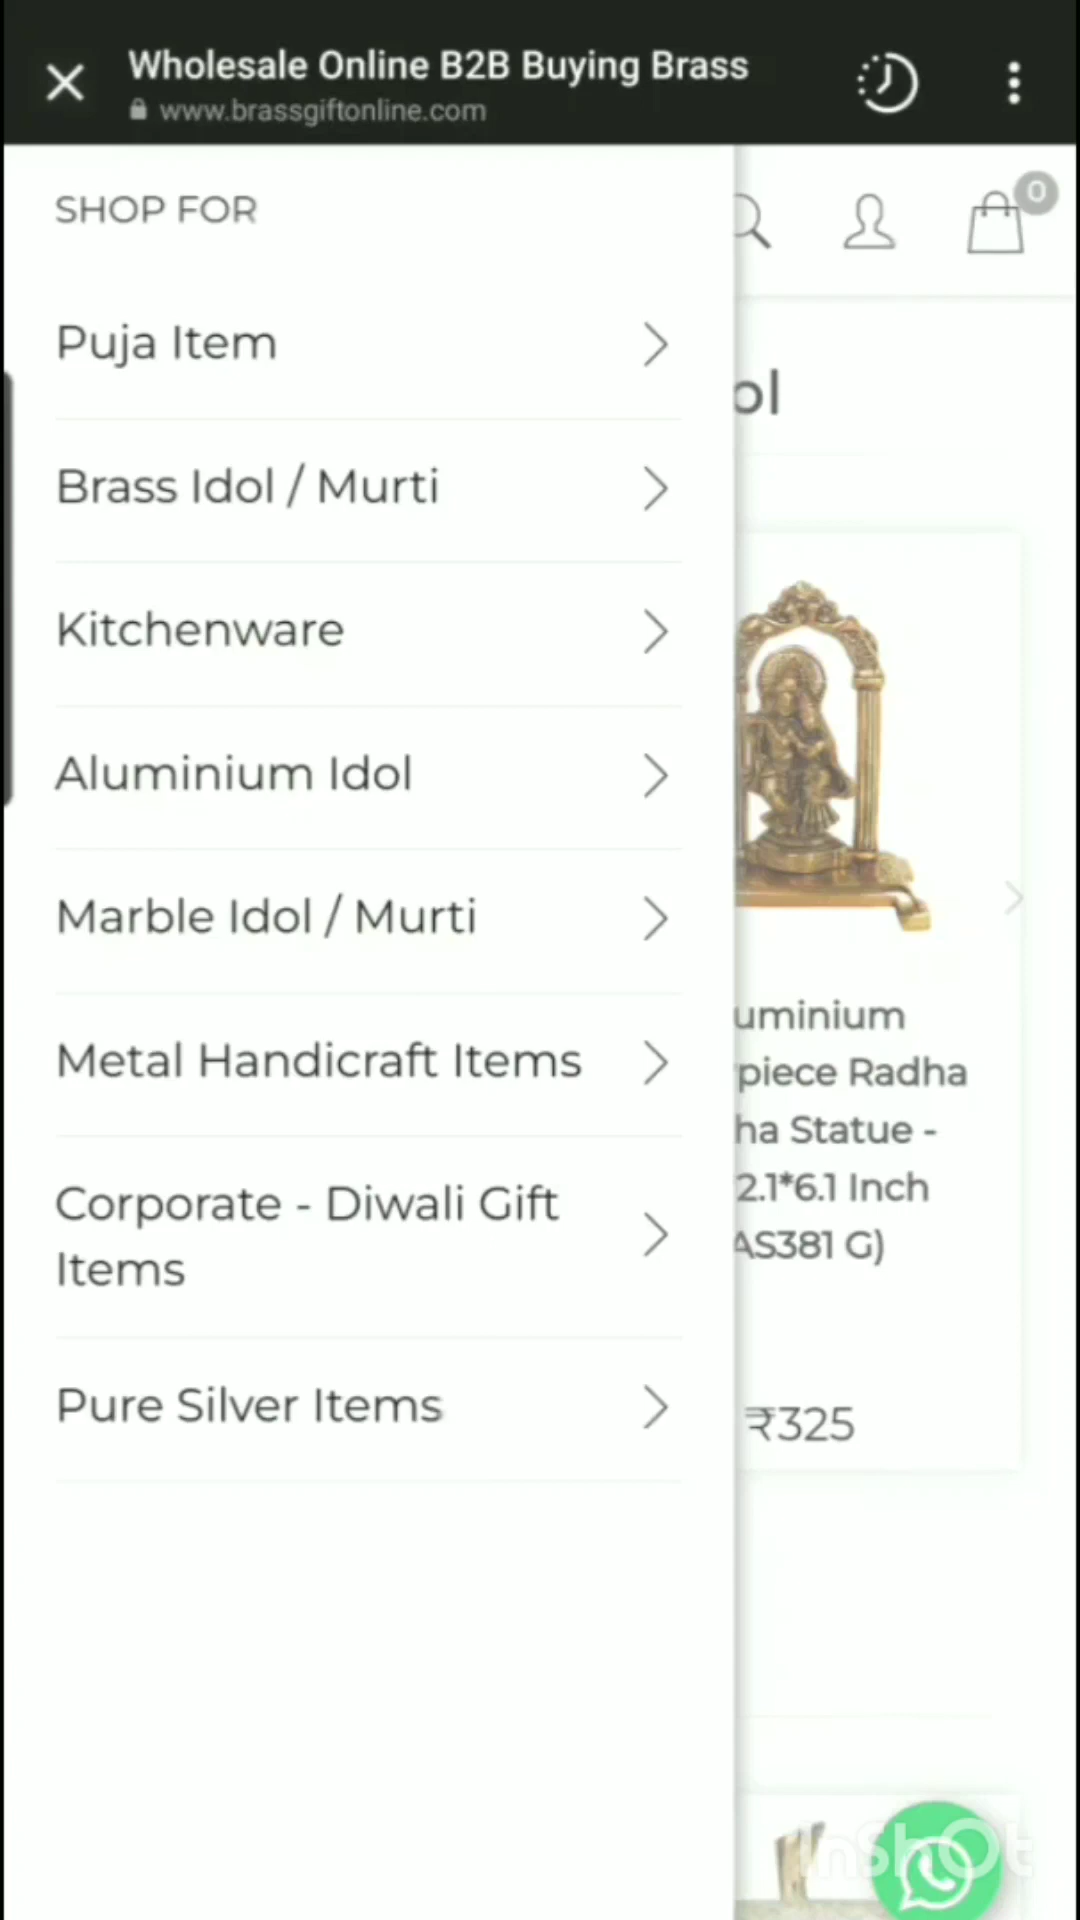 Wholesale Online B2B Buying Brass
www.brassgiftonline.com
0
SHOP FOR
Puja Item
Brass Idol / Murti
Kitchenware
Aluminium Idol
Marble Idol / Murti
Metal Handicraft Items
Corporate - Diwali Gift
Items
Pure Silver Items
ol
uminium
piece Radha
ha Statue -
2.1*6.1 Inch
AS381 G)
₹325
InShOt